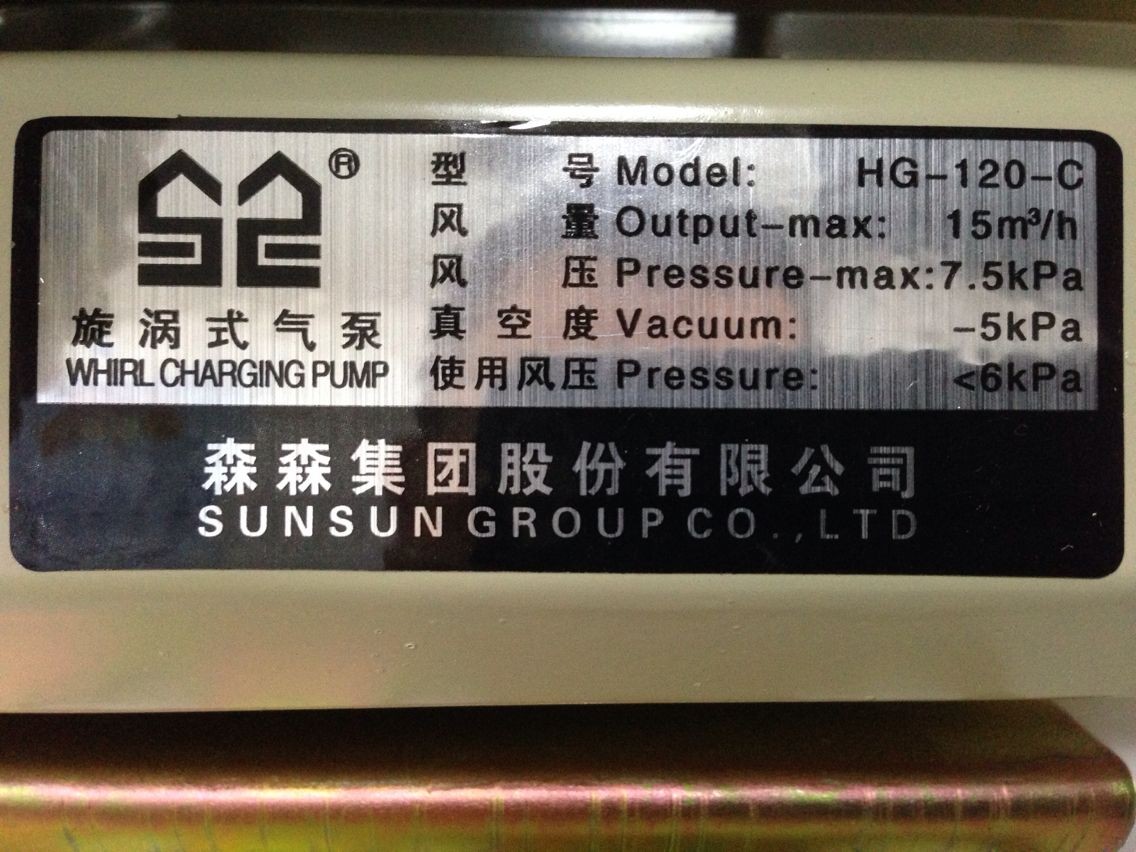 ®
旋涡式气泵
WHIRL CHARGING PUMP
型号 Model: HG-120-C
风量 Output-max: 15m³/h
风压 Pressure-max: 7.5kPa
真空度 Vacuum: -5kPa
使用风压 Pressure: <6kPa
森森集团股份有限公司
SUNSUN GROUP CO.,LTD